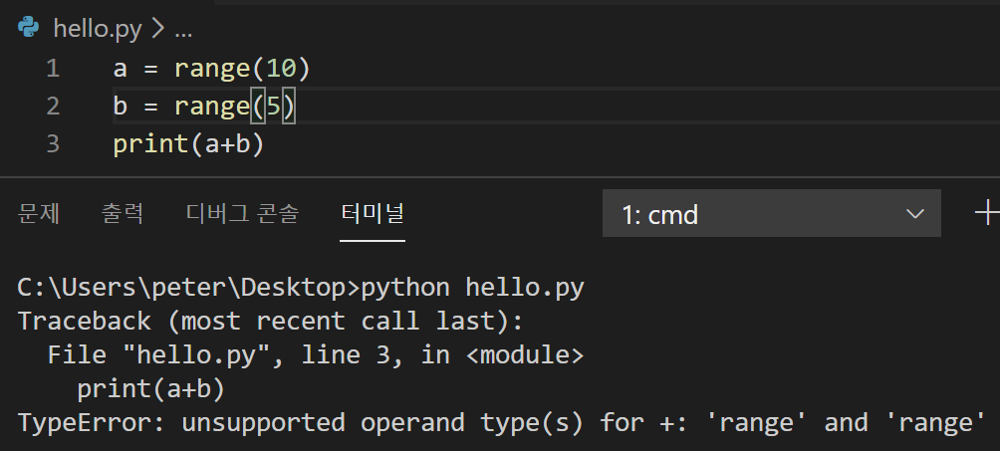 hello.py > ...
1 a = range(10)
2 b = range(5)
3 print(a+b)
문제 출력 디버그 콘솔 터미널 1: cmd
C:\Users\peter\Desktop>python hello.py
Traceback (most recent call last):
  File "hello.py", line 3, in <module>
    print(a+b)
TypeError: unsupported operand type(s) for +: 'range' and 'range'